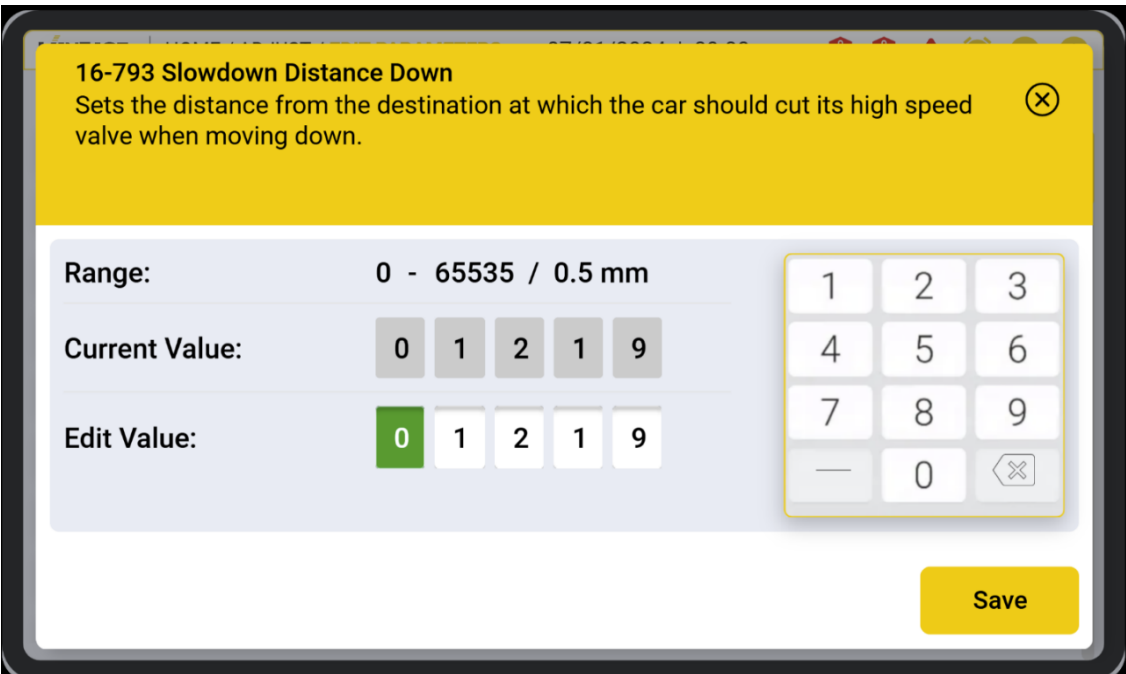 16-793 Slowdown Distance Down
Sets the distance from the destination at which the car should cut its high speed
valve when moving down.
Range: 0 - 65535 / 0.5 mm
Current Value: 0 1 2 1 9
Edit Value: 0 1 2 1 9
1 2 3
4 5 6
7 8 9
0
Save